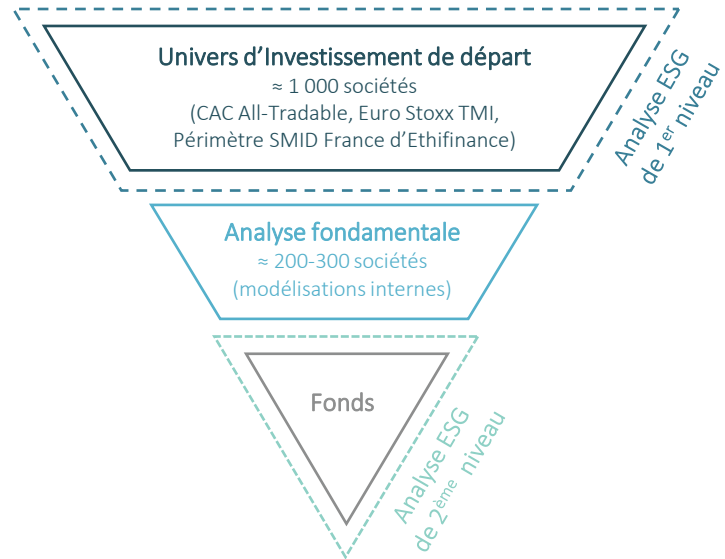 Univers d’Investissement de départ
≈ 1 000 sociétés
(CAC All-Tradable, Euro Stoxx TMI,
Périmètre SMID France d’Ethifinance)
Analyse ESG
de 1er niveau
Analyse fondamentale
≈ 200-300 sociétés
(modélisations internes)
Fonds
Analyse ESG
de 2ème niveau